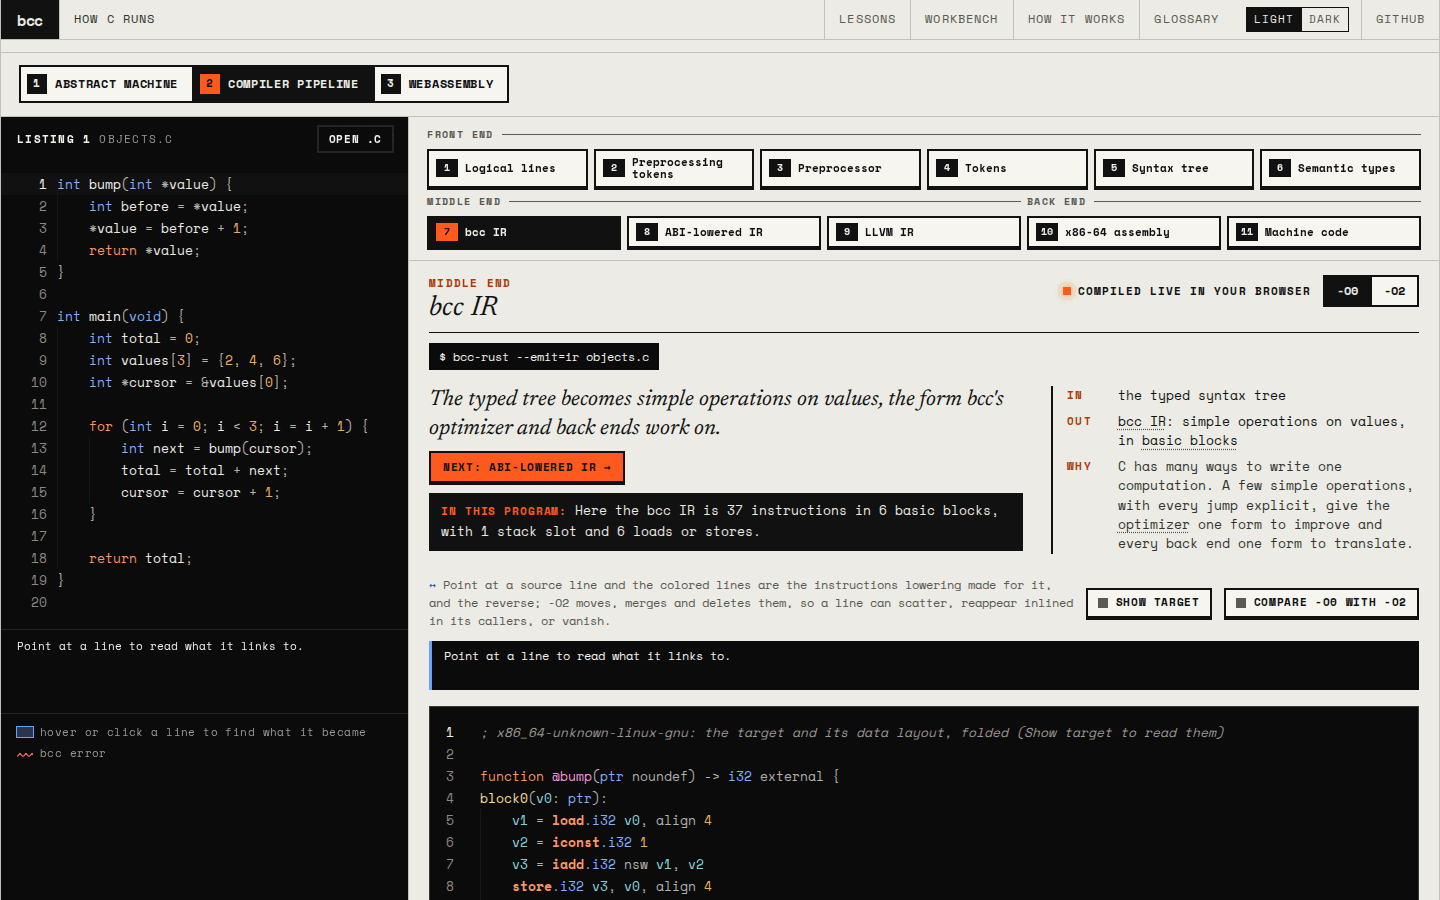 bcc HOW C RUNS LESSONS WORKBENCH HOW IT WORKS GLOSSARY LIGHT DARK GITHUB
1 ABSTRACT MACHINE 2 COMPILER PIPELINE 3 WEBASSEMBLY
LISTING 1 OBJECTS.C OPEN .C
1 int bump(int *value) {
2 int before = *value;
3 *value = before + 1;
4 return *value;
5 }
6
7 int main(void) {
8 int total = 0;
9 int values[3] = {2, 4, 6};
10 int *cursor = &values[0];
11
12 for (int i = 0; i < 3; i = i + 1) {
13 int next = bump(cursor);
14 total = total + next;
15 cursor = cursor + 1;
16 }
17
18 return total;
19 }
20
Point at a line to read what it links to.
hover or click a line to find what it became
bcc error
FRONT END
1 Logical lines 2 Preprocessing tokens 3 Preprocessor 4 Tokens 5 Syntax tree 6 Semantic types
MIDDLE END BACK END
7 bcc IR 8 ABI-lowered IR 9 LLVM IR 10 x86-64 assembly 11 Machine code
MIDDLE END
bcc IR
COMPILED LIVE IN YOUR BROWSER -O0 -O2
$ bcc-rust --emit=ir objects.c
The typed tree becomes simple operations on values, the form bcc's
optimizer and back ends work on.
NEXT: ABI-LOWERED IR →
IN THIS PROGRAM: Here the bcc IR is 37 instructions in 6 basic blocks,
with 1 stack slot and 6 loads or stores.
IN the typed syntax tree
OUT bcc IR: simple operations on values,
in basic blocks
WHY C has many ways to write one
computation. A few simple operations,
with every jump explicit, give the
optimizer one form to improve and
every back end one form to translate.
↔ Point at a source line and the colored lines are the instructions lowering made for it,
and the reverse; -O2 moves, merges and deletes them, so a line can scatter, reappear inlined
in its callers, or vanish.
SHOW TARGET COMPARE -O0 WITH -O2
Point at a line to read what it links to.
1 ; x86_64-unknown-linux-gnu: the target and its data layout, folded (Show target to read them)
2
3 function @bump(ptr noundef) -> i32 external {
4 block0(v0: ptr):
5 v1 = load.i32 v0, align 4
6 v2 = iconst.i32 1
7 v3 = iadd.i32 nsw v1, v2
8 store.i32 v3, v0, align 4